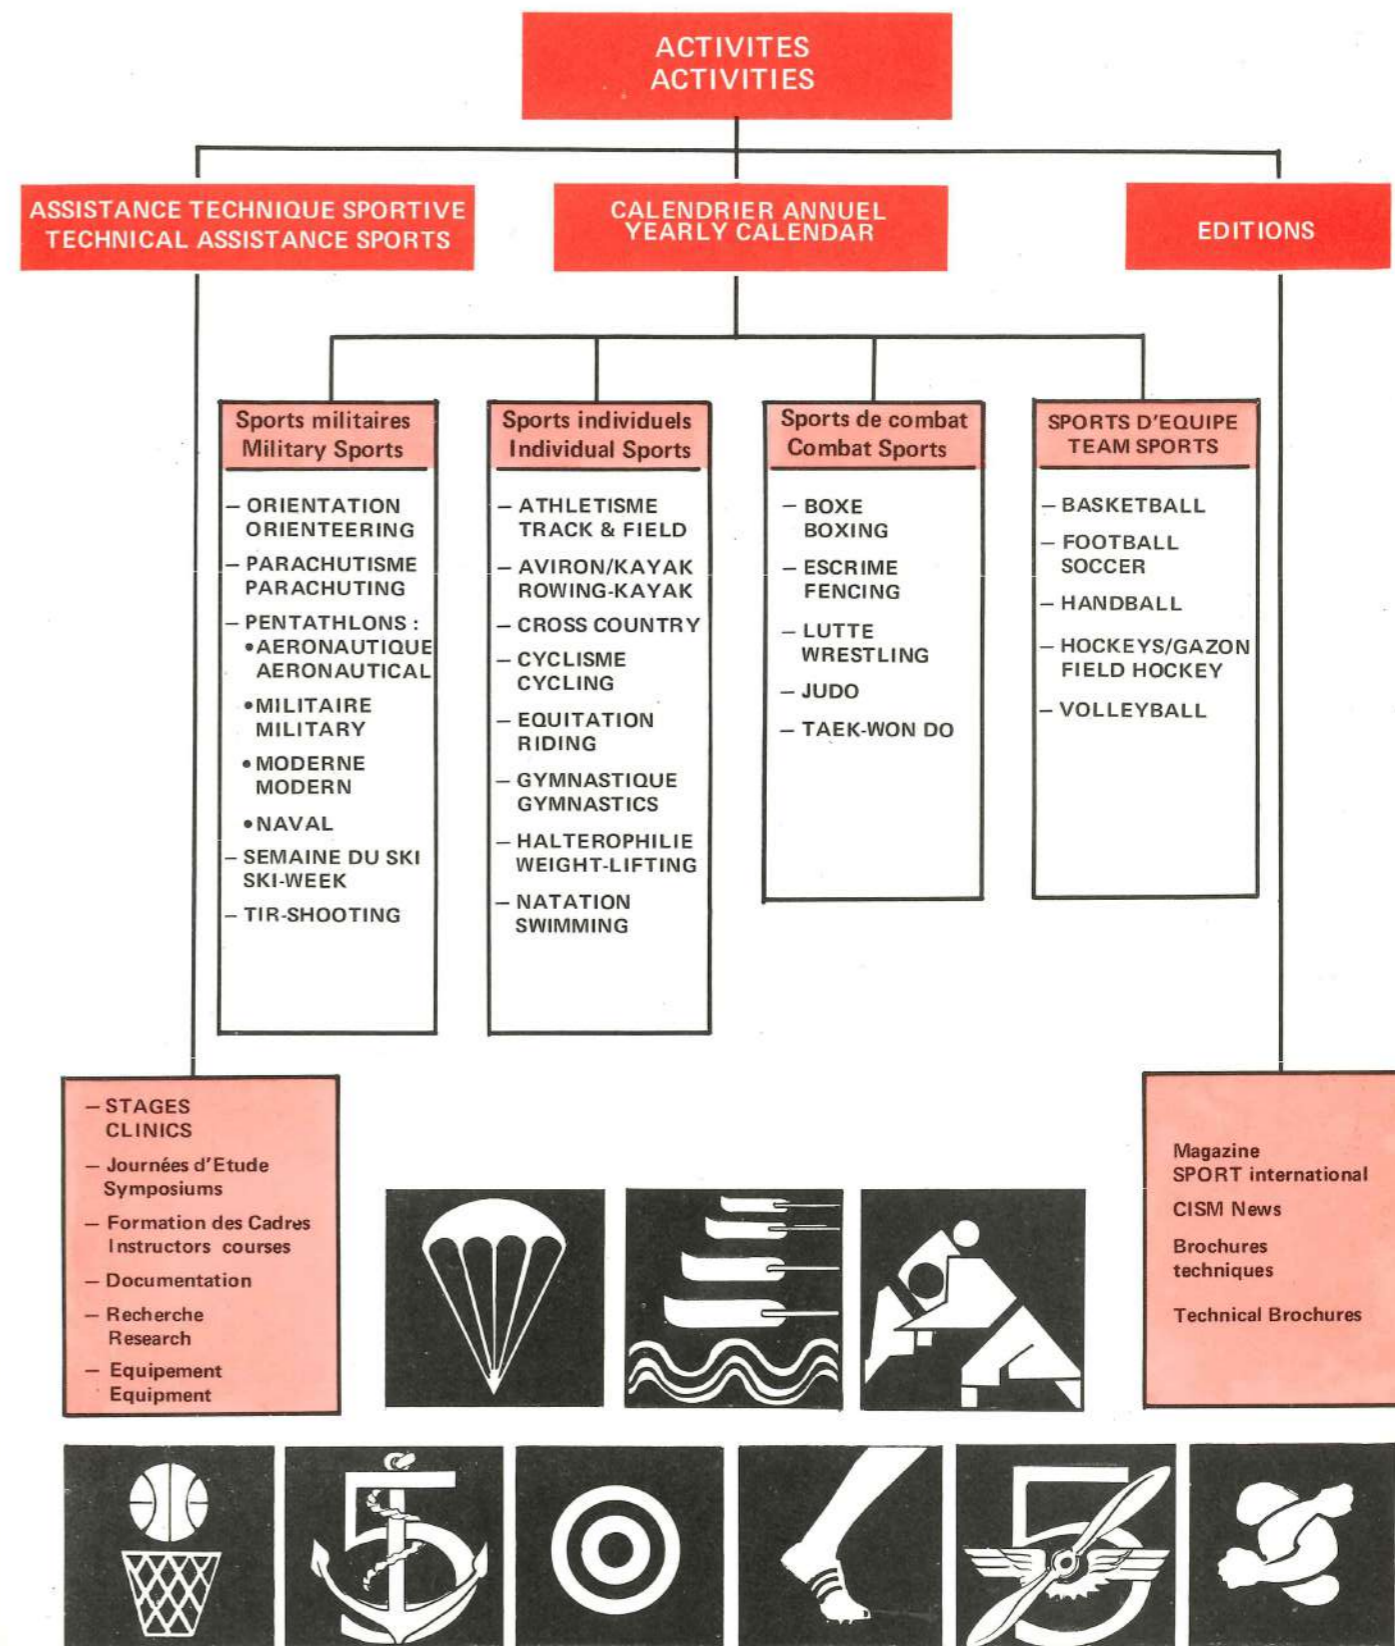 ACTIVITES
ACTIVITIES
ASSISTANCE TECHNIQUE SPORTIVE
TECHNICAL ASSISTANCE SPORTS
CALENDRIER ANNUEL
YEARLY CALENDAR
EDITIONS
Sports militaires
Military Sports
– ORIENTATION
ORIENTEERING
– PARACHUTISME
PARACHUTING
– PENTATHLONS :
•AERONAUTIQUE
AERONAUTICAL
•MILITAIRE
MILITARY
•MODERNE
MODERN
•NAVAL
– SEMAINE DU SKI
SKI-WEEK
– TIR-SHOOTING
Sports individuels
Individual Sports
– ATHLETISME
TRACK & FIELD
– AVIRON/KAYAK
ROWING-KAYAK
– CROSS COUNTRY
– CYCLISME
CYCLING
– EQUITATION
RIDING
– GYMNASTIQUE
GYMNASTICS
– HALTEROPHILIE
WEIGHT-LIFTING
– NATATION
SWIMMING
Sports de combat
Combat Sports
– BOXE
BOXING
– ESCRIME
FENCING
– LUTTE
WRESTLING
– JUDO
– TAEK-WON DO
SPORTS D'EQUIPE
TEAM SPORTS
– BASKETBALL
– FOOTBALL
SOCCER
– HANDBALL
– HOCKEYS/GAZON
FIELD HOCKEY
– VOLLEYBALL
– STAGES
CLINICS
– Journées d'Etude
Symposiums
– Formation des Cadres
Instructors courses
– Documentation
– Recherche
Research
– Equipement
Equipment
Magazine
SPORT international
CISM News
Brochures
techniques
Technical Brochures
5
5